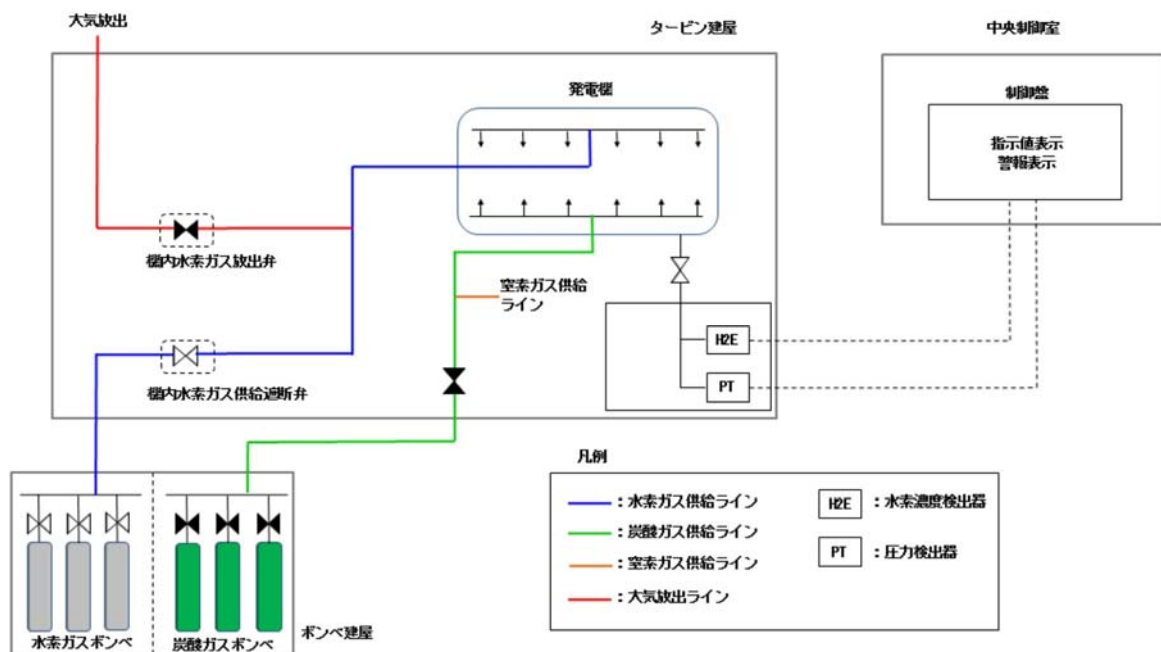 大気放出
タービン建屋
中央制御室
発電機
制御盤
指示値表示
警報表示
機内水素ガス放出弁
窒素ガス供給
ライン
H2E
機内水素ガス供給遮断弁
PT
凡例
：水素ガス供給ライン
H2E
：水素濃度検出器
：炭酸ガス供給ライン
PT
：圧力検出器
：窒素ガス供給ライン
：大気放出ライン
水素ガスボンベ
炭酸ガスボンベ
ボンベ建屋